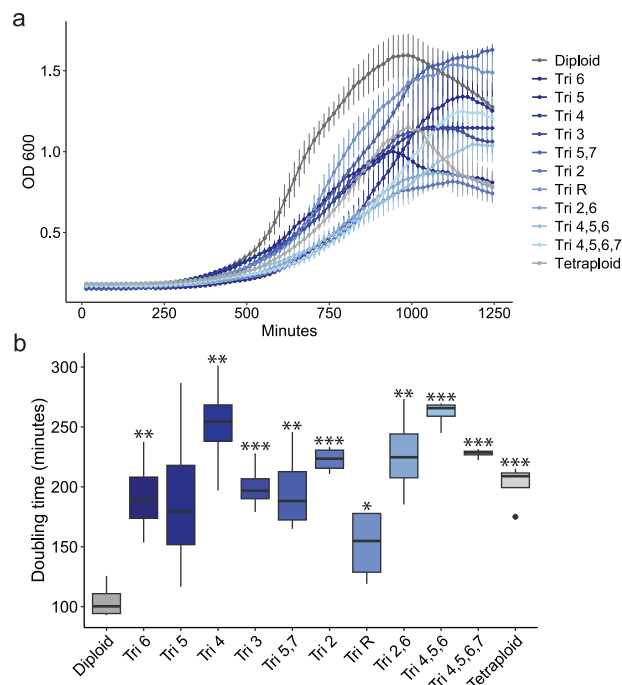 a
1.5
1.0
0.5
OD 600
0
250
500
750
1000
1250
Minutes
Diploid
Tri 6
Tri 5
Tri 4
Tri 3
Tri 5,7
Tri 2
Tri R
Tri 2,6
Tri 4,5,6
Tri 4,5,6,7
Tetraploid
b
300
250
200
150
100
Doubling time (minutes)
**
**
***
**
***
*
**
***
***
***
Diploid
Tri 6
Tri 5
Tri 4
Tri 3
Tri 5,7
Tri 2
Tri R
Tri 2,6
Tri 4,5,6
Tri 4,5,6,7
Tetraploid